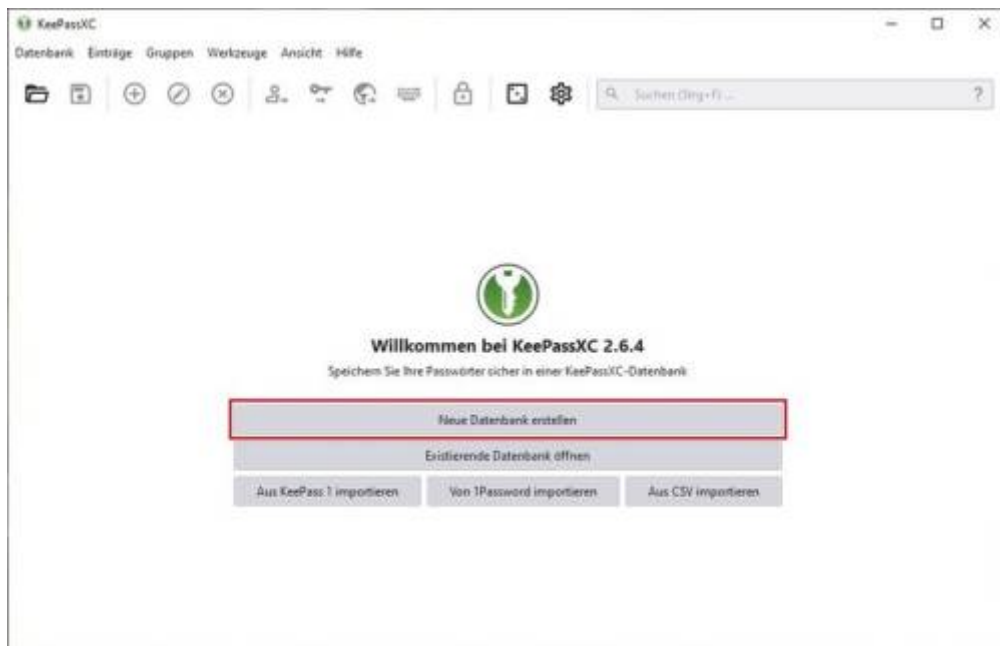 KeePassXC
Datenbank Einträge Gruppen Werkzeuge Ansicht Hilfe
Suchen (Strg+F) ... ?
Willkommen bei KeePassXC 2.6.4
Speichern Sie Ihre Passwörter sicher in einer KeePassXC-Datenbank
Neue Datenbank erstellen
Existierende Datenbank öffnen
Aus KeePass 1 importieren Von 1Password importieren Aus CSV importieren